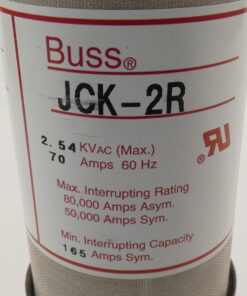 Buss®
JCK-2R
2.54 KVAC (Max.)
70 Amps 60 Hz
Max. Interrupting Rating
80,000 Amps Asym.
50,000 Amps Sym.
Min. Interrupting Capacity
165 Amps Sym.